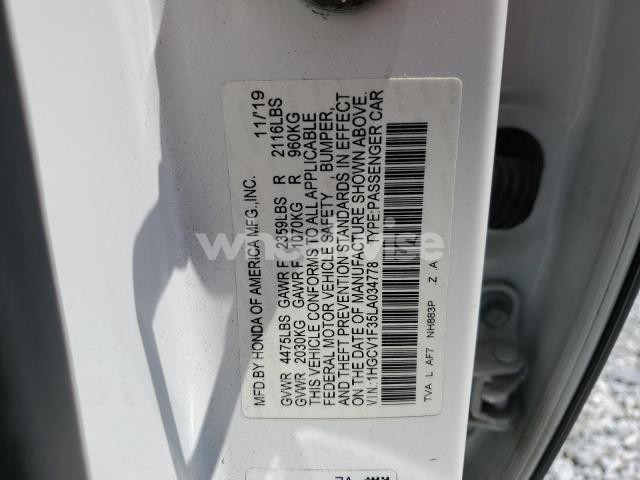 MFD.BY HONDA OF AMERICA MFG.,INC. 11/19
GVWR 4475LBS GAWR F 2359LBS R 2116LBS
GVWR 2030KG GAWR F 1070KG R 960KG
THIS VEHICLE CONFORMS TO ALL APPLICABLE
FEDERAL MOTOR VEHICLE SAFETY, BUMPER,
AND THEFT PREVENTION STANDARDS IN EFFECT
ON THE DATE OF MANUFACTURE SHOWN ABOVE.
V.I.N.:1HGCV1F35LA034778 TYPE:PASSENGER CAR
TVA L AF7 NH883P Z A